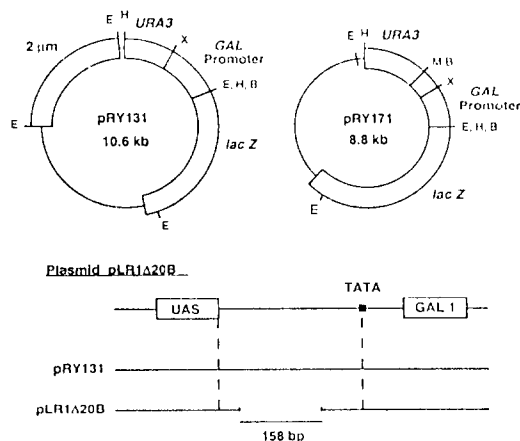 E H URA3
X
GAL
Promoter
2 µm
E, H, B
pRY131
10.6 kb
lac Z
E
E
E H URA3
M B
X
GAL
Promoter
E, H, B
pRY171
8.8 kb
lac Z
E
Plasmid pLR1Δ20B
TATA
UAS
GAL 1
pRY131
pLR1Δ20B
158 bp